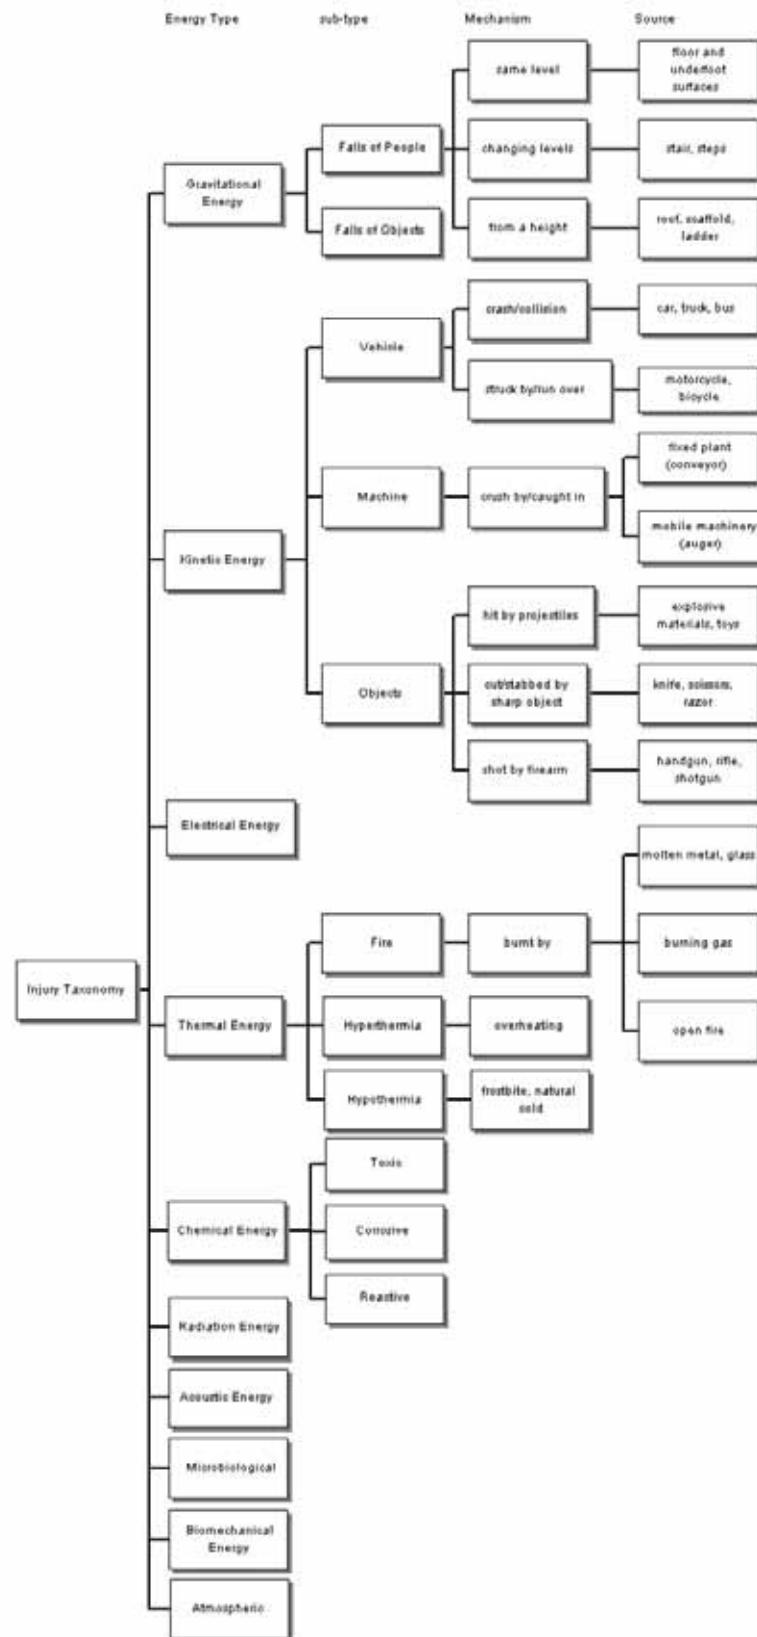 Energy Type
sub-type
Mechanism
Source
same level
floor and
underfoot
surfaces
Falls of People
changing levels
stair, steps
Gravitational
Energy
Falls of Objects
from a height
roof, scaffold,
ladder
crash/collision
car, truck, bus
Vehicle
struck by/run over
motorcycle,
bicycle
fixed plant
(conveyor)
Machine
crush by/caught in
mobile machinery
(auger)
Kinetic Energy
hit by projectiles
explosive
materials, toys
Objects
cut/stabbed by
sharp object
knife, scissors,
razor
shot by firearm
handgun, rifle,
shotgun
Electrical Energy
molten metal, glass
Fire
burnt by
burning gas
Injury Taxonomy
Thermal Energy
Hyperthermia
overheating
open fire
Hypothermia
frostbite, natural
cold
Toxic
Chemical Energy
Corrosive
Reactive
Radiation Energy
Acoustic Energy
Microbiological
Biomechanical
Energy
Atmospheric